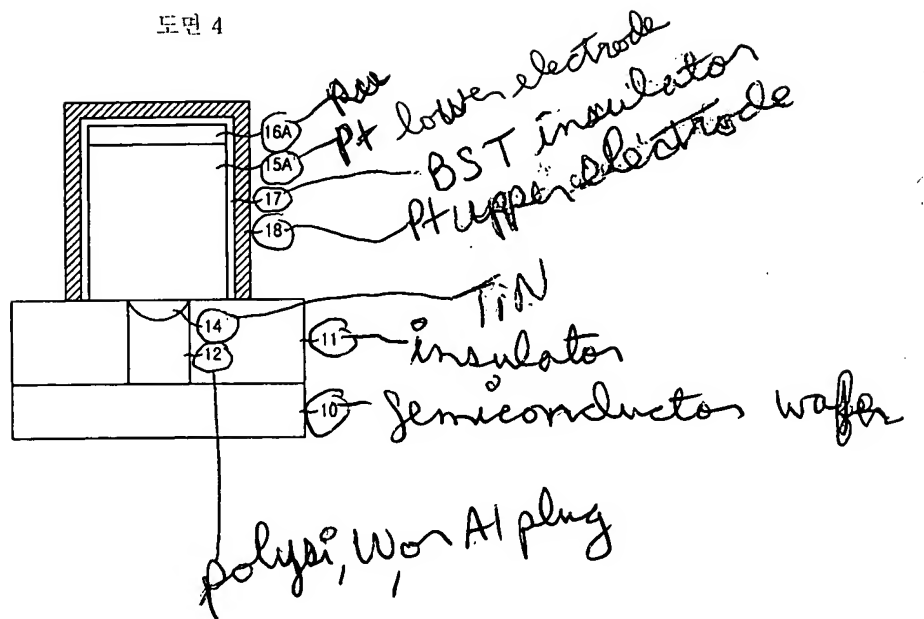 도면 4
16A
15A Pt lower electrode
17 BST insulator
18 Pt upper electrode
14 TiN
12
11 insulator
10 semiconductor wafer
polysi, W, or Al plug